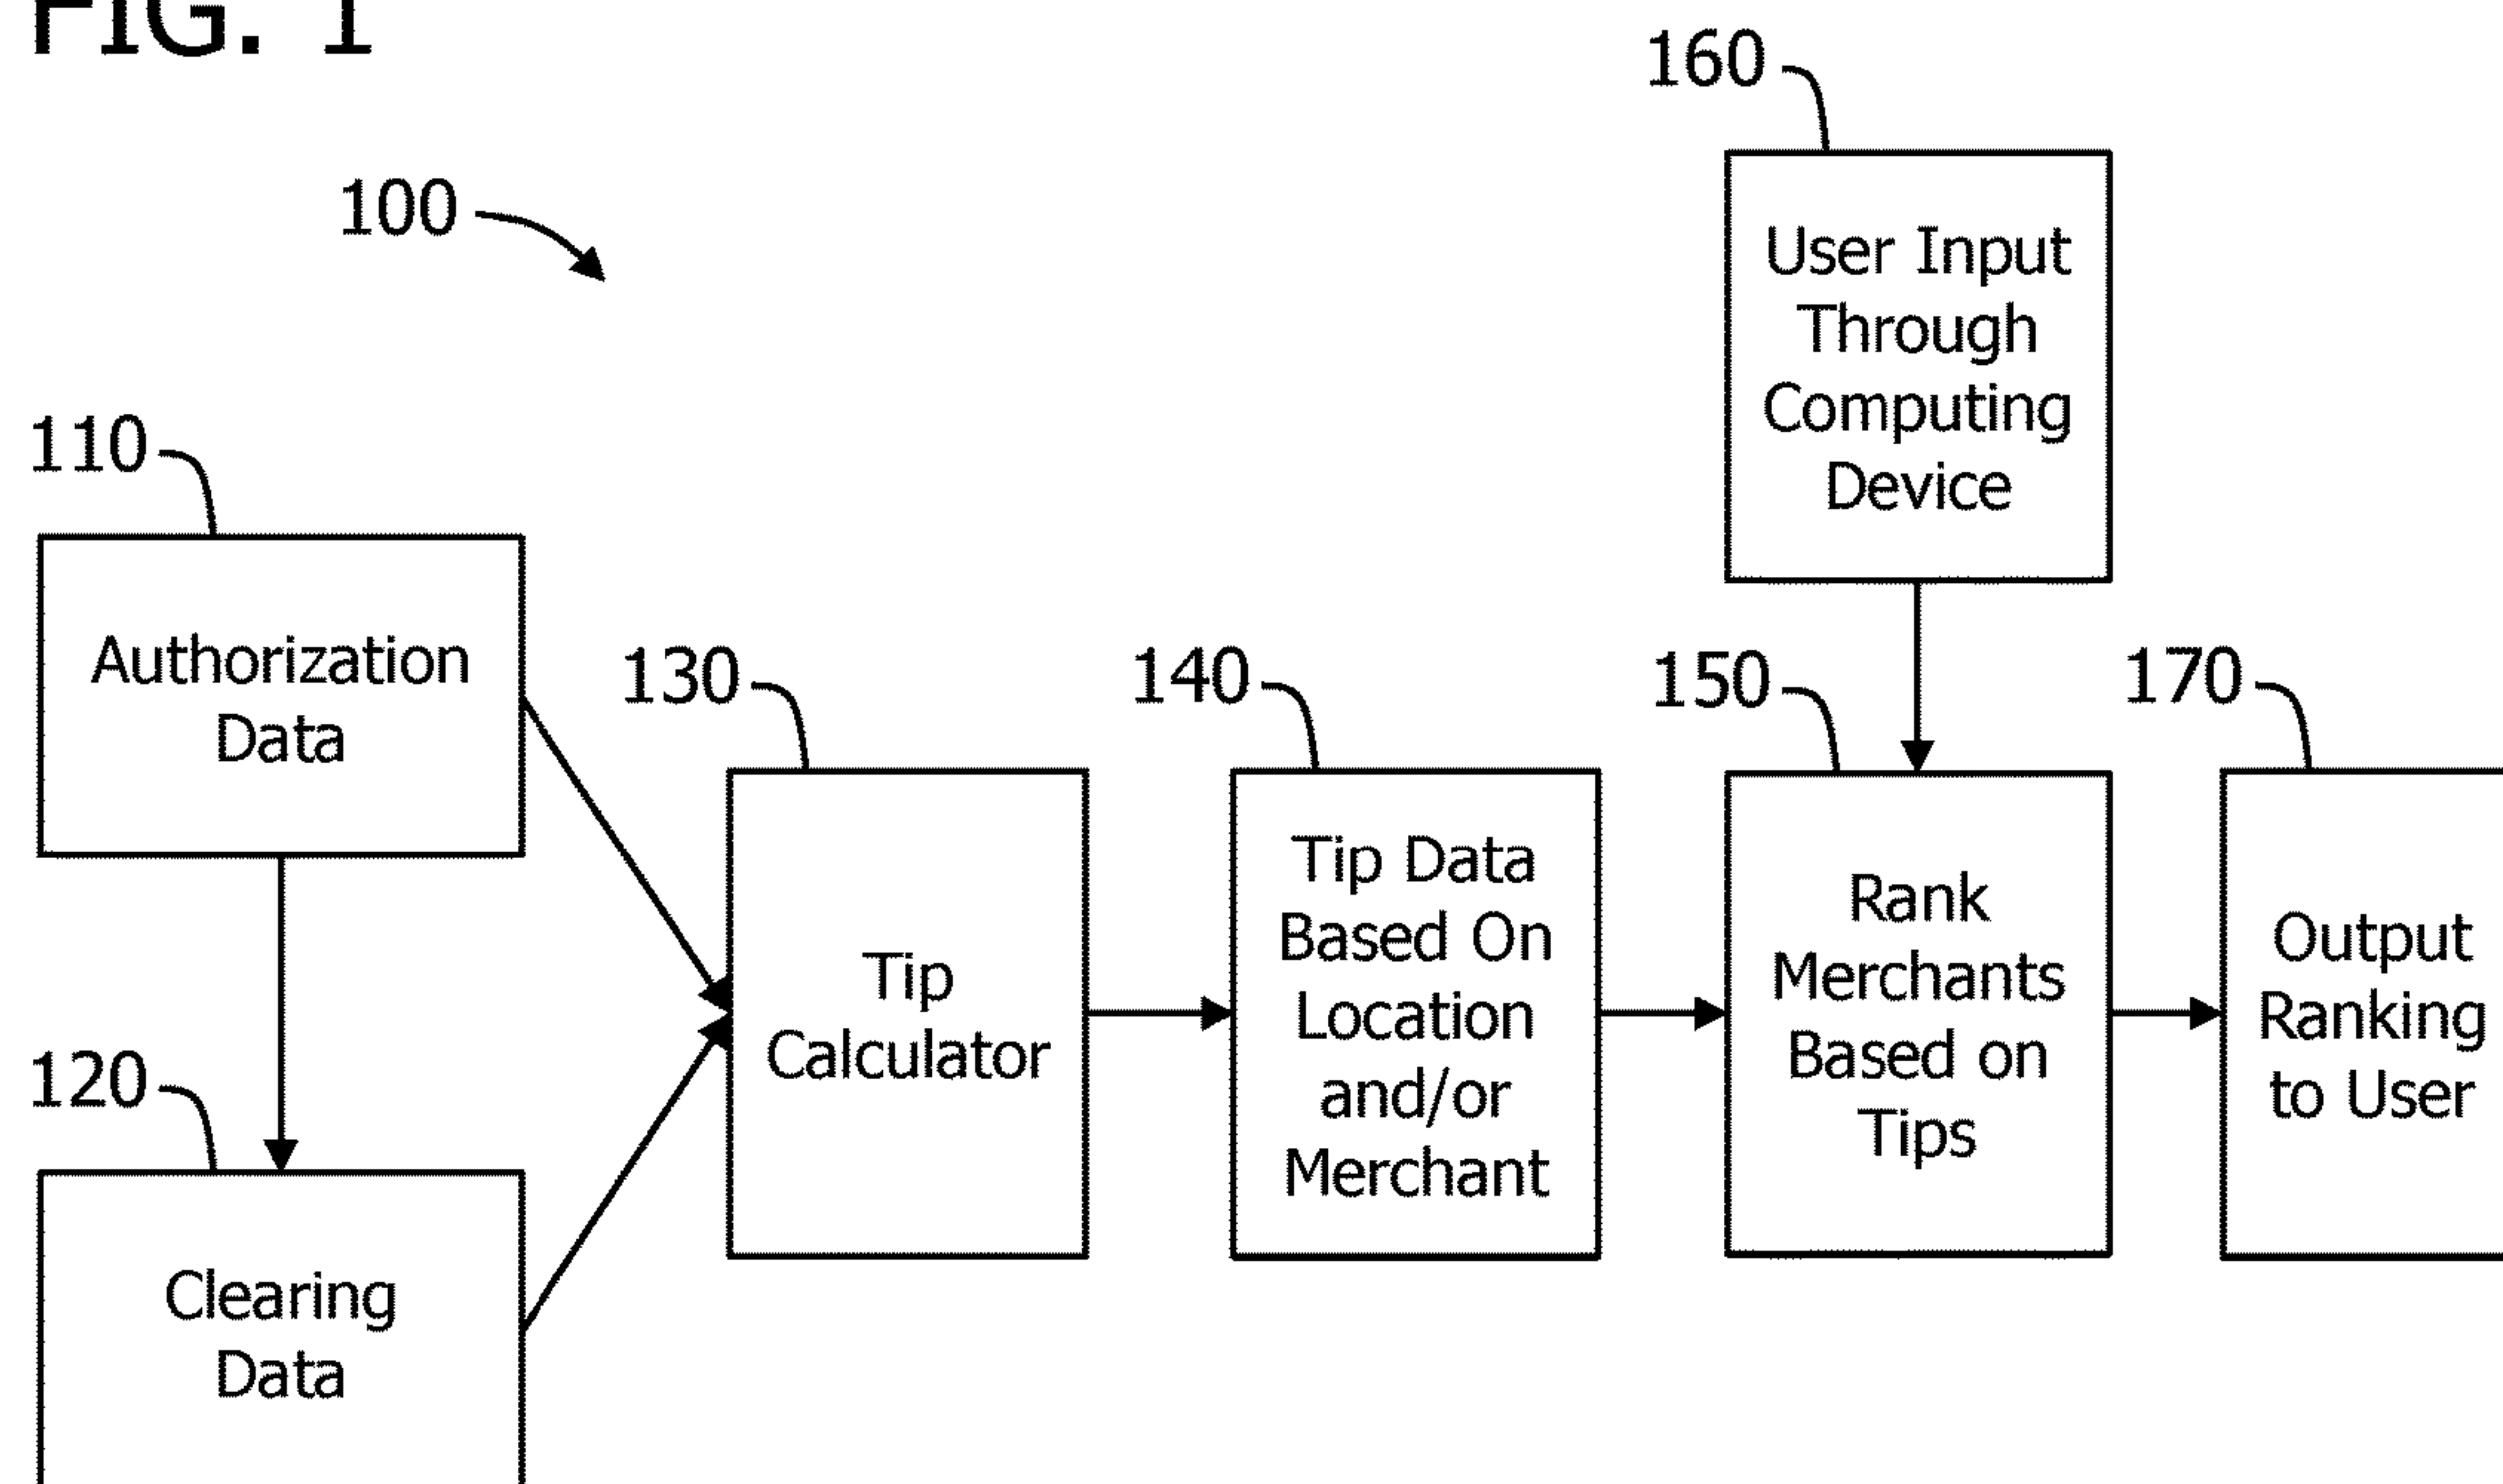 FIG. 1
160
100
User Input
Through
Computing
Device
110
Authorization
Data
130
140
150
170
Tip
Calculator
Tip Data
Based On
Location
and/or
Merchant
Rank
Merchants
Based on
Tips
Output
Ranking
to User
120
Clearing
Data